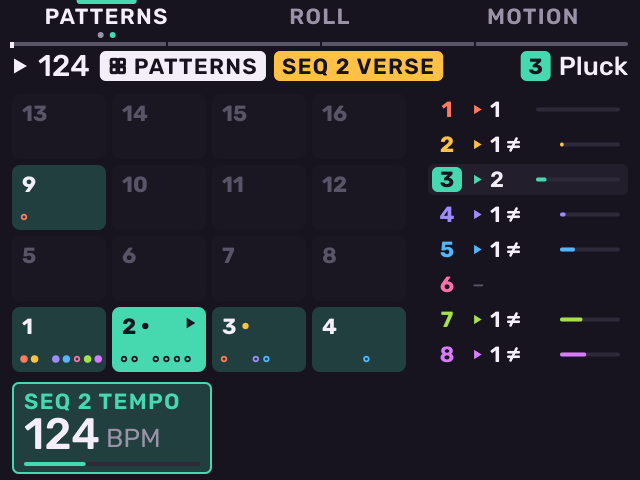 PATTERNS ROLL MOTION
124 PATTERNS SEQ 2 VERSE 3 Pluck
13 14 15 16
9 10 11 12
5 6 7 8
1 2 3 4
1 1
2 1 ≠
3 2
4 1 ≠
5 1 ≠
6 –
7 1 ≠
8 1 ≠
SEQ 2 TEMPO
124 BPM